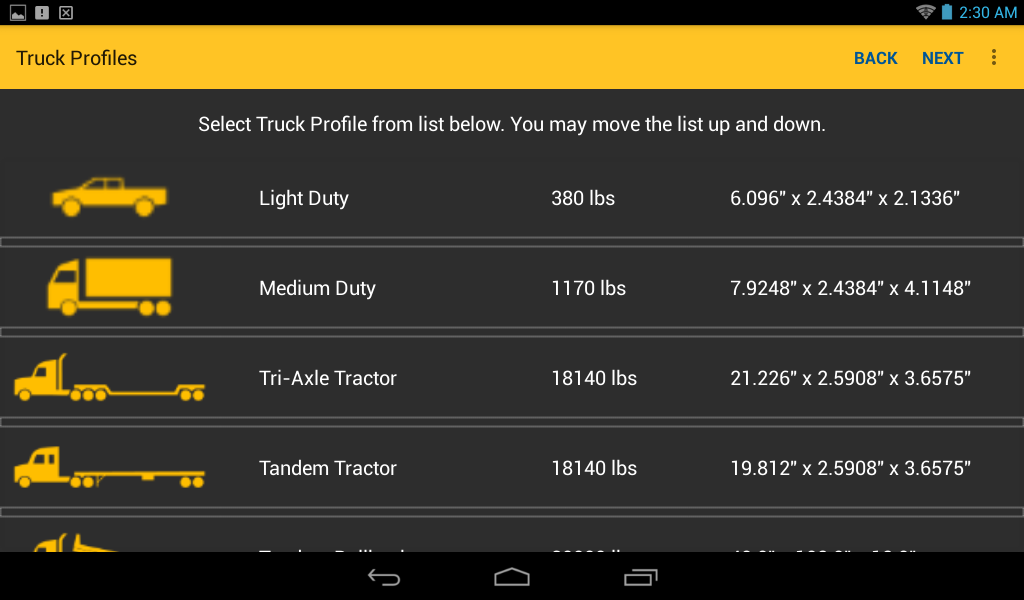 2:30 AM
Truck Profiles BACK NEXT
Select Truck Profile from list below. You may move the list up and down.
Light Duty 380 lbs 6.096" x 2.4384" x 2.1336"
Medium Duty 1170 lbs 7.9248" x 2.4384" x 4.1148"
Tri-Axle Tractor 18140 lbs 21.226" x 2.5908" x 3.6575"
Tandem Tractor 18140 lbs 19.812" x 2.5908" x 3.6575"